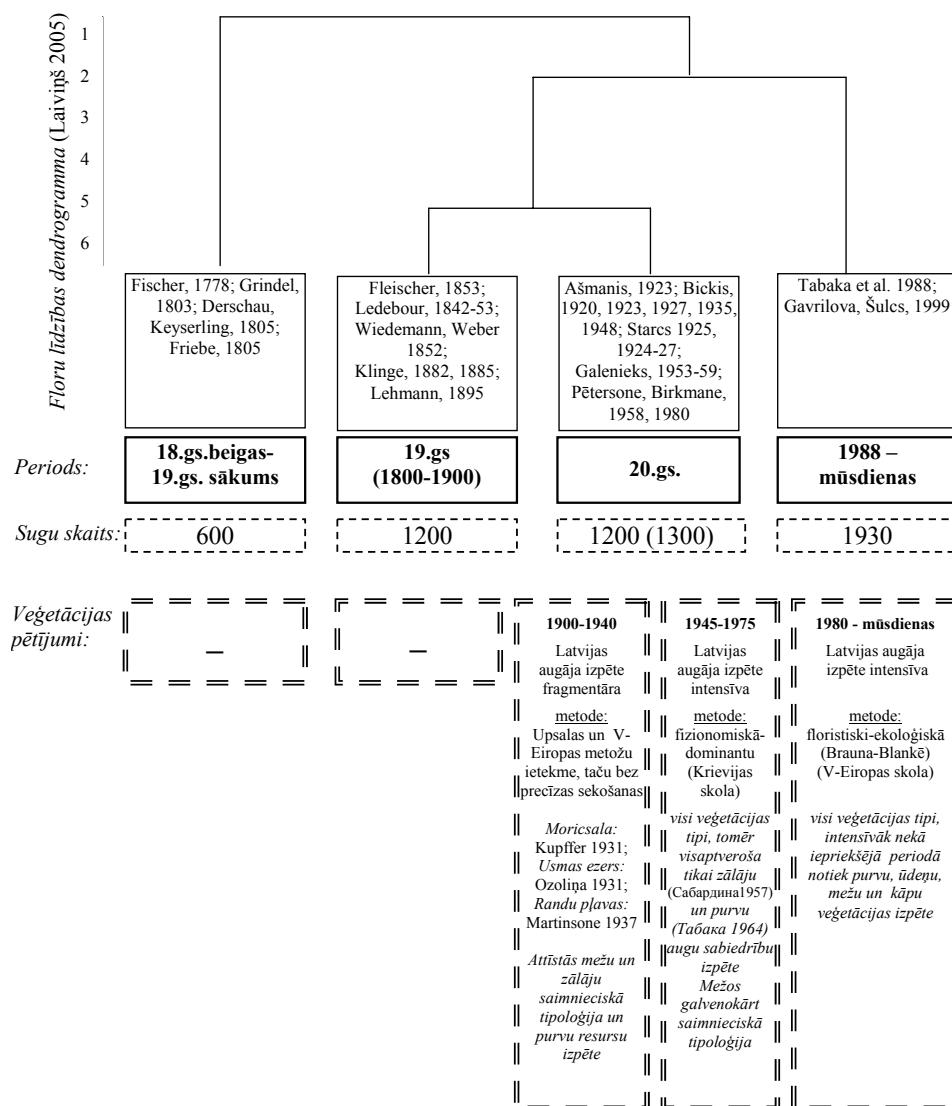 Floru līdzības dendrogramma (Laiviņš 2005)
1
2
3
4
5
6
Fischer, 1778; Grindel,
1803; Derschau,
Keyserling, 1805;
Friebe, 1805
Fleischer, 1853;
Ledebour, 1842-53;
Wiedemann, Weber
1852;
Klinge, 1882, 1885;
Lehmann, 1895
Ašmanis, 1923; Bickis,
1920, 1923, 1927, 1935,
1948; Starcs 1925,
1924-27;
Galenieks, 1953-59;
Pētersone, Birkmane,
1958, 1980
Tabaka et al. 1988;
Gavrilova, Šulcs, 1999
Periods:
18.gs.beigas-
19.gs. sākums
19.gs
(1800-1900)
20.gs.
1988 –
mūsdienas
Sugu skaits:
600
1200
1200 (1300)
1930
Veģetācijas
pētījumi:
–
–
1900-1940
Latvijas
augāja izpēte
fragmentāra
metode:
Upsalas un V-
Eiropas metožu
ietekme, taču bez
precīzas sekošanas
Moricsala:
Kupffer 1931;
Usmas ezers:
Ozoliņa 1931;
Randu pļavas:
Martinsone 1937
Attīstās mežu un
zālāju
saimnieciskā
tipoloģija un
purvu resursu
izpēte
1945-1975
Latvijas
augāja izpēte
intensīva
metode:
fizionomiskā-
dominantu
(Krievijas
skola)
visi veģetācijas
tipi, tomēr
visaptveroša
tikai zālāju
(Сабардина1957)
un purvu
(Табака 1964)
augu sabiedrību
izpēte
Mežos
galvenokārt
saimnieciskā
tipoloģija
1980 - mūsdienas
Latvijas augāja
izpēte intensīva
metode:
floristiski-ekoloģiskā
(Brauna-Blankē)
(V-Eiropas skola)
visi veģetācijas tipi,
intensīvāk nekā
iepriekšējā periodā
notiek purvu, ūdeņu,
mežu un kāpu
veģetācijas izpēte